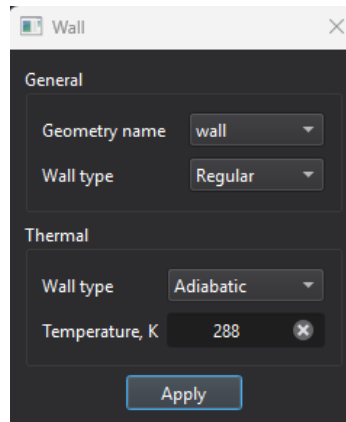 Wall
General
Geometry name wall
Wall type Regular
Thermal
Wall type Adiabatic
Temperature, K 288
Apply